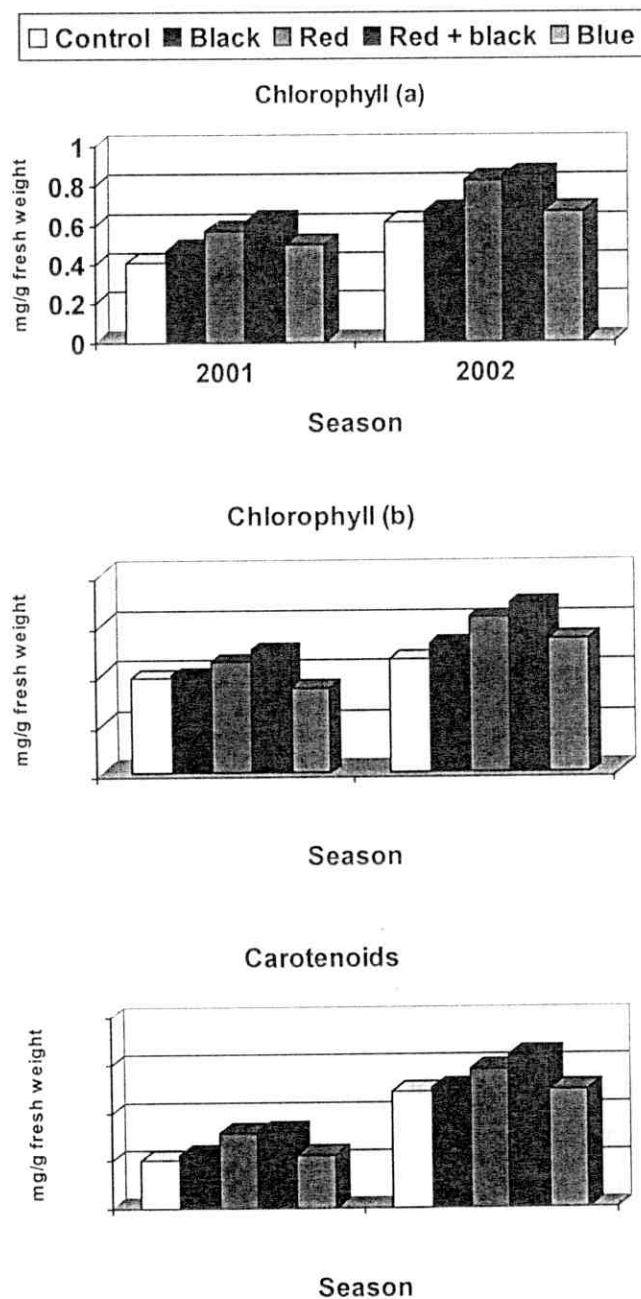 Control Black Red Red + black Blue
Chlorophyll (a)
mg/g fresh weight
1
0.8
0.6
0.4
0.2
0
2001 2002
Season
Chlorophyll (b)
mg/g fresh weight
Season
Carotenoids
mg/g fresh weight
Season